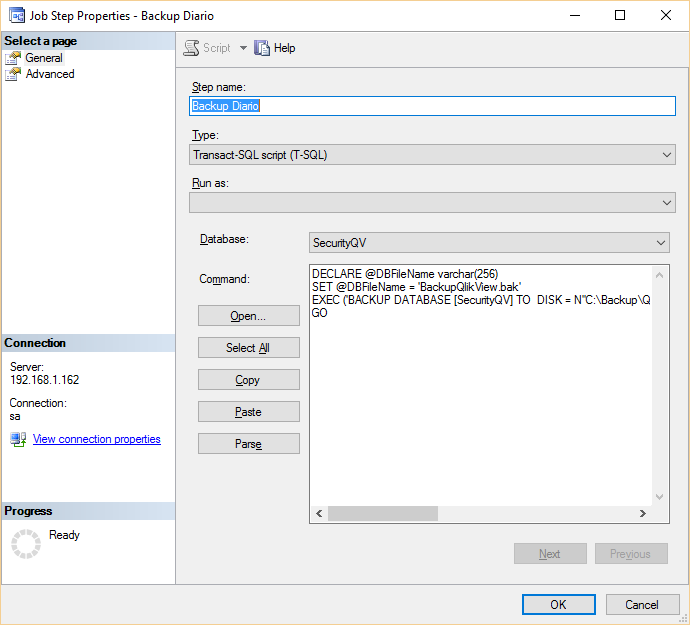 Job Step Properties - Backup Diario
Select a page
General
Advanced
Script
Help
Step name:
Backup Diario
Type:
Transact-SQL script (T-SQL)
Run as:
Database:
SecurityQV
Command:
DECLARE @DBFileName varchar(256)
SET @DBFileName = 'BackupQlikView.bak'
EXEC ('BACKUP DATABASE [SecurityQV] TO  DISK = N''C:\Backup\Q
GO
Open...
Select All
Copy
Paste
Parse
Connection
Server:
192.168.1.162
Connection:
sa
View connection properties
Progress
Ready
Next
Previous
OK
Cancel